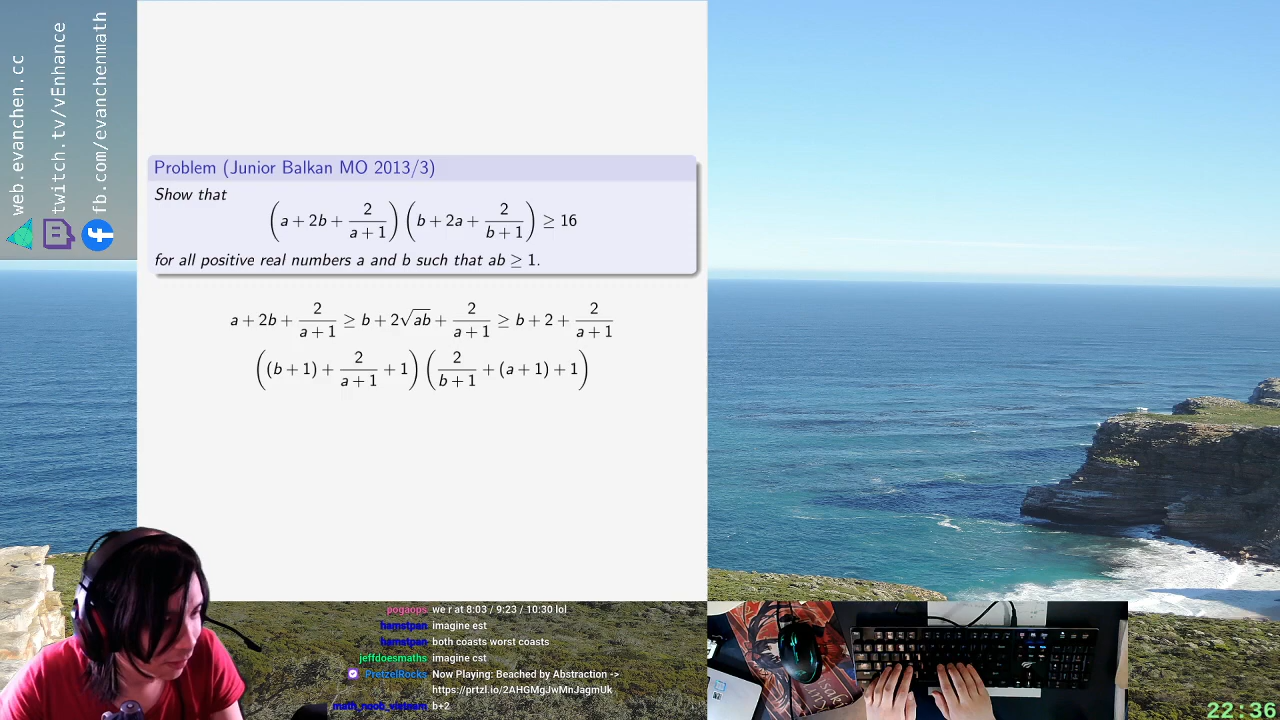 web.evanchen.cc
twitch.tv/vEnhance
fb.com/evanchenmath
Problem (Junior Balkan MO 2013/3)
Show that
(a + 2b + 2/(a + 1)) (b + 2a + 2/(b + 1)) ≥ 16
for all positive real numbers a and b such that ab ≥ 1.
a + 2b + 2/(a + 1) ≥ b + 2√ab + 2/(a + 1) ≥ b + 2 + 2/(a + 1)
((b + 1) + 2/(a + 1) + 1) (2/(b + 1) + (a + 1) + 1)
pogaops we r at 8:03 / 9:23 / 10:30 lol
hamstpan imagine est
hamstpan both coasts worst coasts
jeffdoesmaths imagine cst
PretzelRocks Now Playing: Beached by Abstraction ->
https://prtzl.io/2AHGMgJwMnJagmUk
math_noob_vietnam b+2
22:36